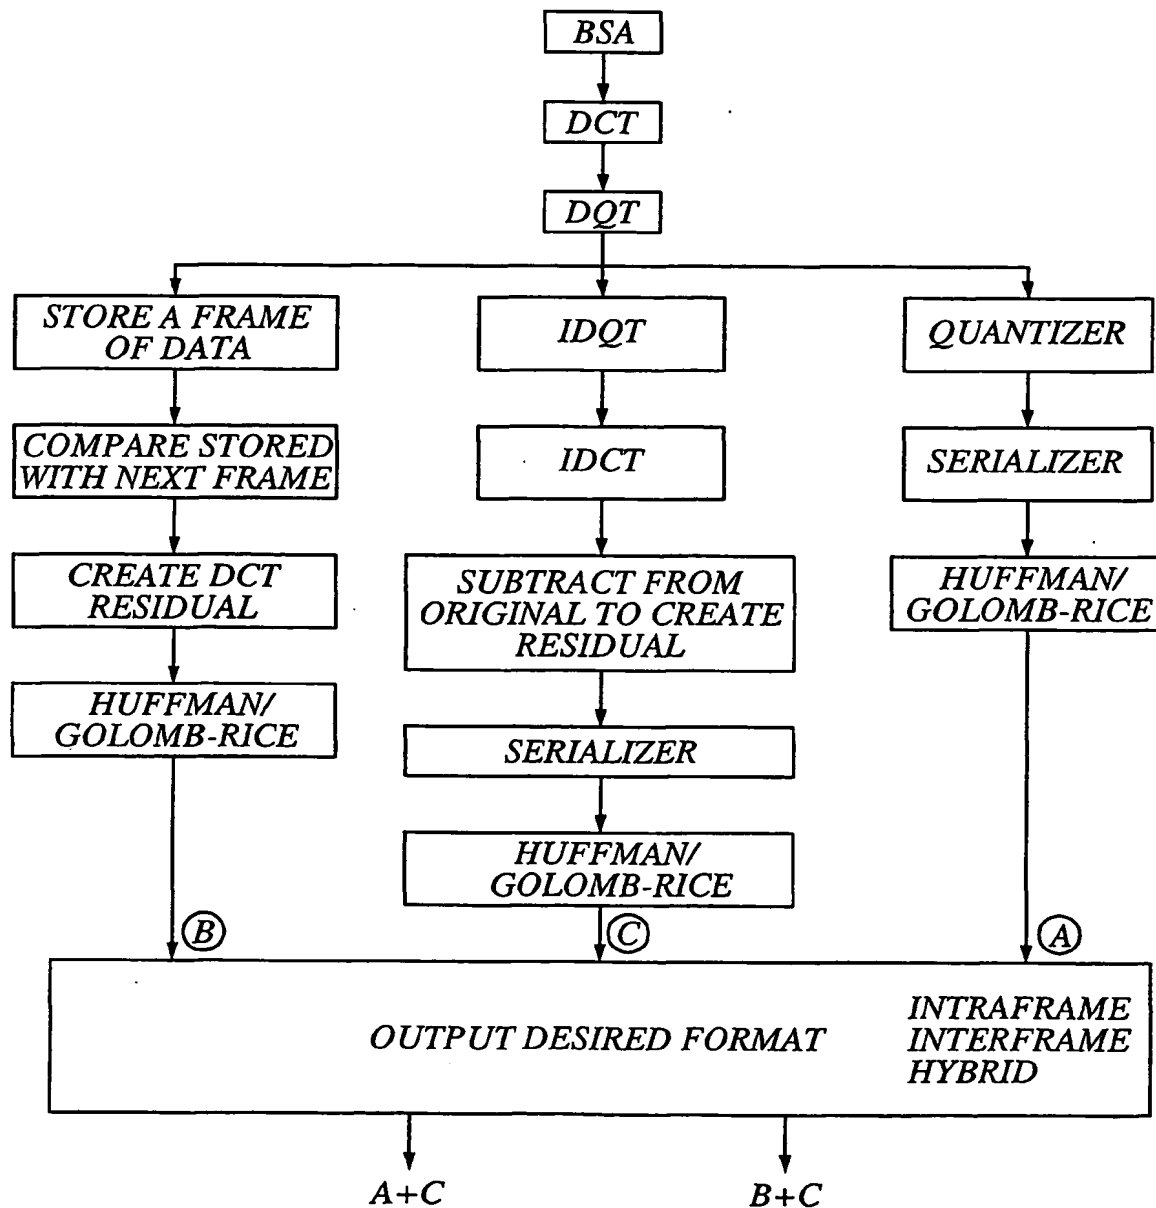 BSA
DCT
DQT
STORE A FRAME
OF DATA
COMPARE STORED
WITH NEXT FRAME
CREATE DCT
RESIDUAL
HUFFMAN/
GOLOMB-RICE
B
IDQT
IDCT
SUBTRACT FROM
ORIGINAL TO CREATE
RESIDUAL
SERIALIZER
HUFFMAN/
GOLOMB-RICE
C
QUANTIZER
SERIALIZER
HUFFMAN/
GOLOMB-RICE
A
OUTPUT DESIRED FORMAT
INTRAFRAME
INTERFRAME
HYBRID
A+C
B+C